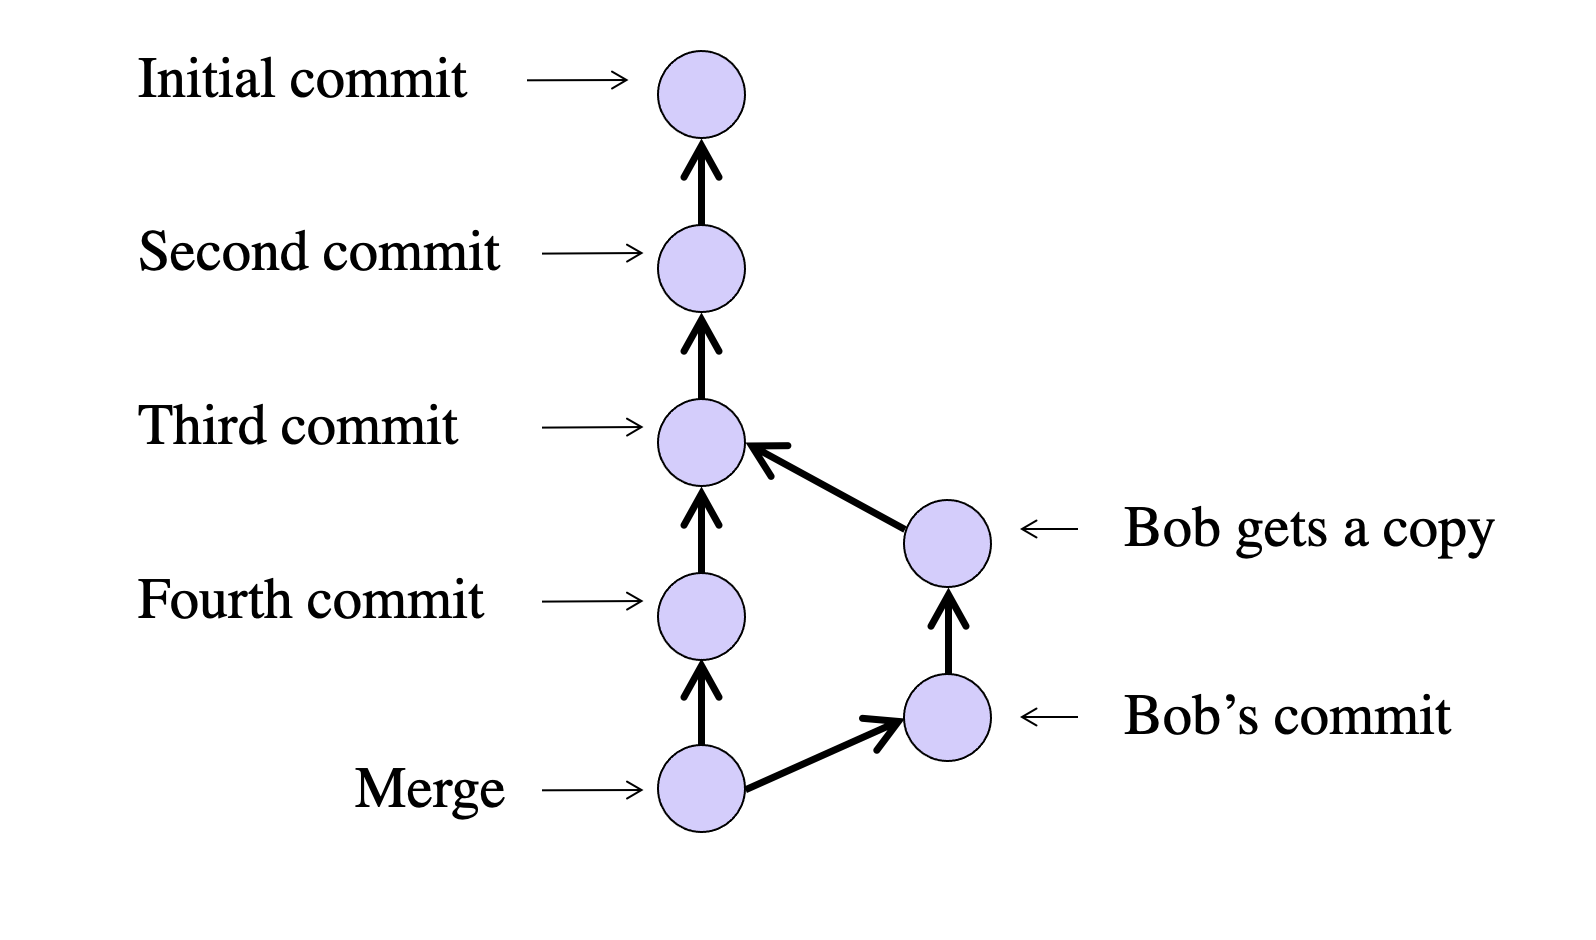 Initial commit
Second commit
Third commit
Bob gets a copy
Fourth commit
Bob’s commit
Merge